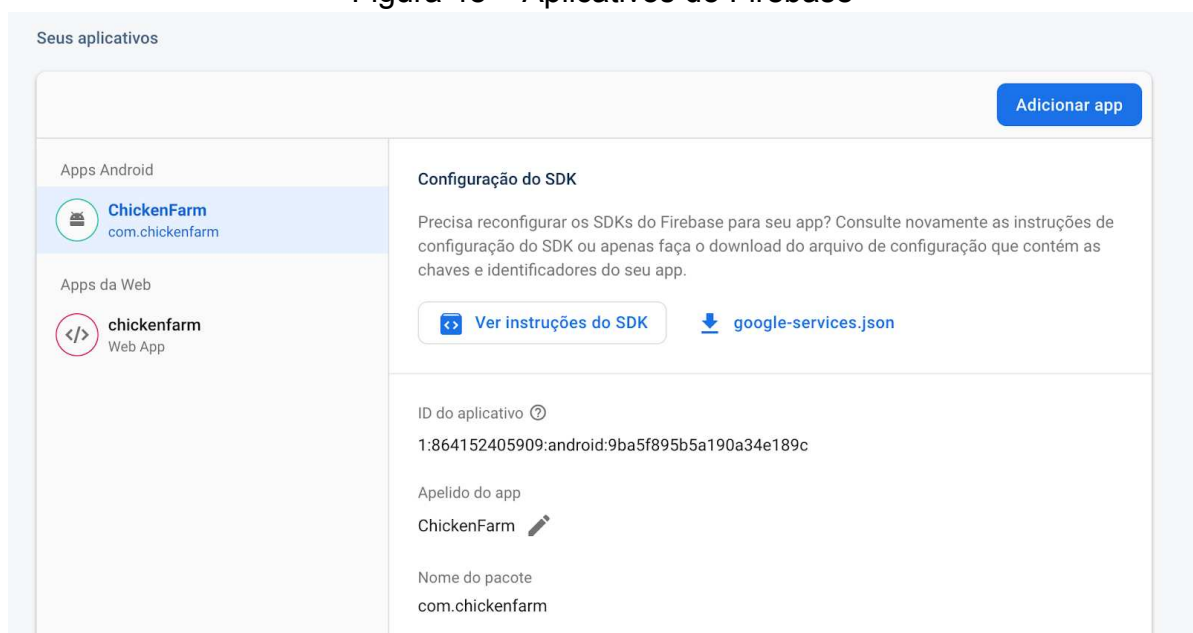 Seus aplicativos
Adicionar app
Apps Android
ChickenFarm
com.chickenfarm
Apps da Web
</>
chickenfarm
Web App
Configuração do SDK
Precisa reconfigurar os SDKs do Firebase para seu app? Consulte novamente as instruções de
configuração do SDK ou apenas faça o download do arquivo de configuração que contém as
chaves e identificadores do seu app.
Ver instruções do SDK
google-services.json
ID do aplicativo
1:864152405909:android:9ba5f895b5a190a34e189c
Apelido do app
ChickenFarm
Nome do pacote
com.chickenfarm